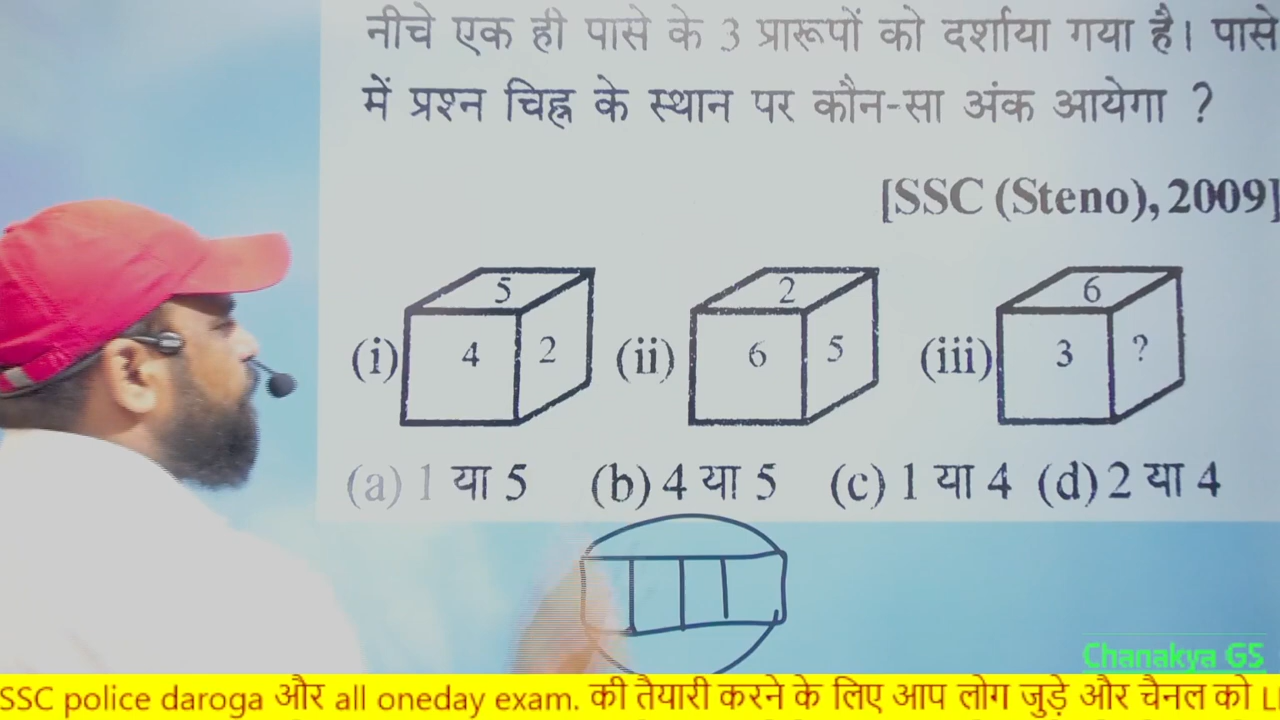 नीचे एक ही पासे के 3 प्रारूपों को दर्शाया गया है। पासे
में प्रश्न चिह्न के स्थान पर कौन-सा अंक आयेगा ?
[SSC (Steno), 2009]
(i) 5 4 2 (ii) 2 6 5 (iii) 6 3 ?
(a) 1 या 5 (b) 4 या 5 (c) 1 या 4 (d) 2 या 4
Chanakya GS
SSC police daroga और all oneday exam. की तैयारी करने के लिए आप लोग जुड़े और चैनल को